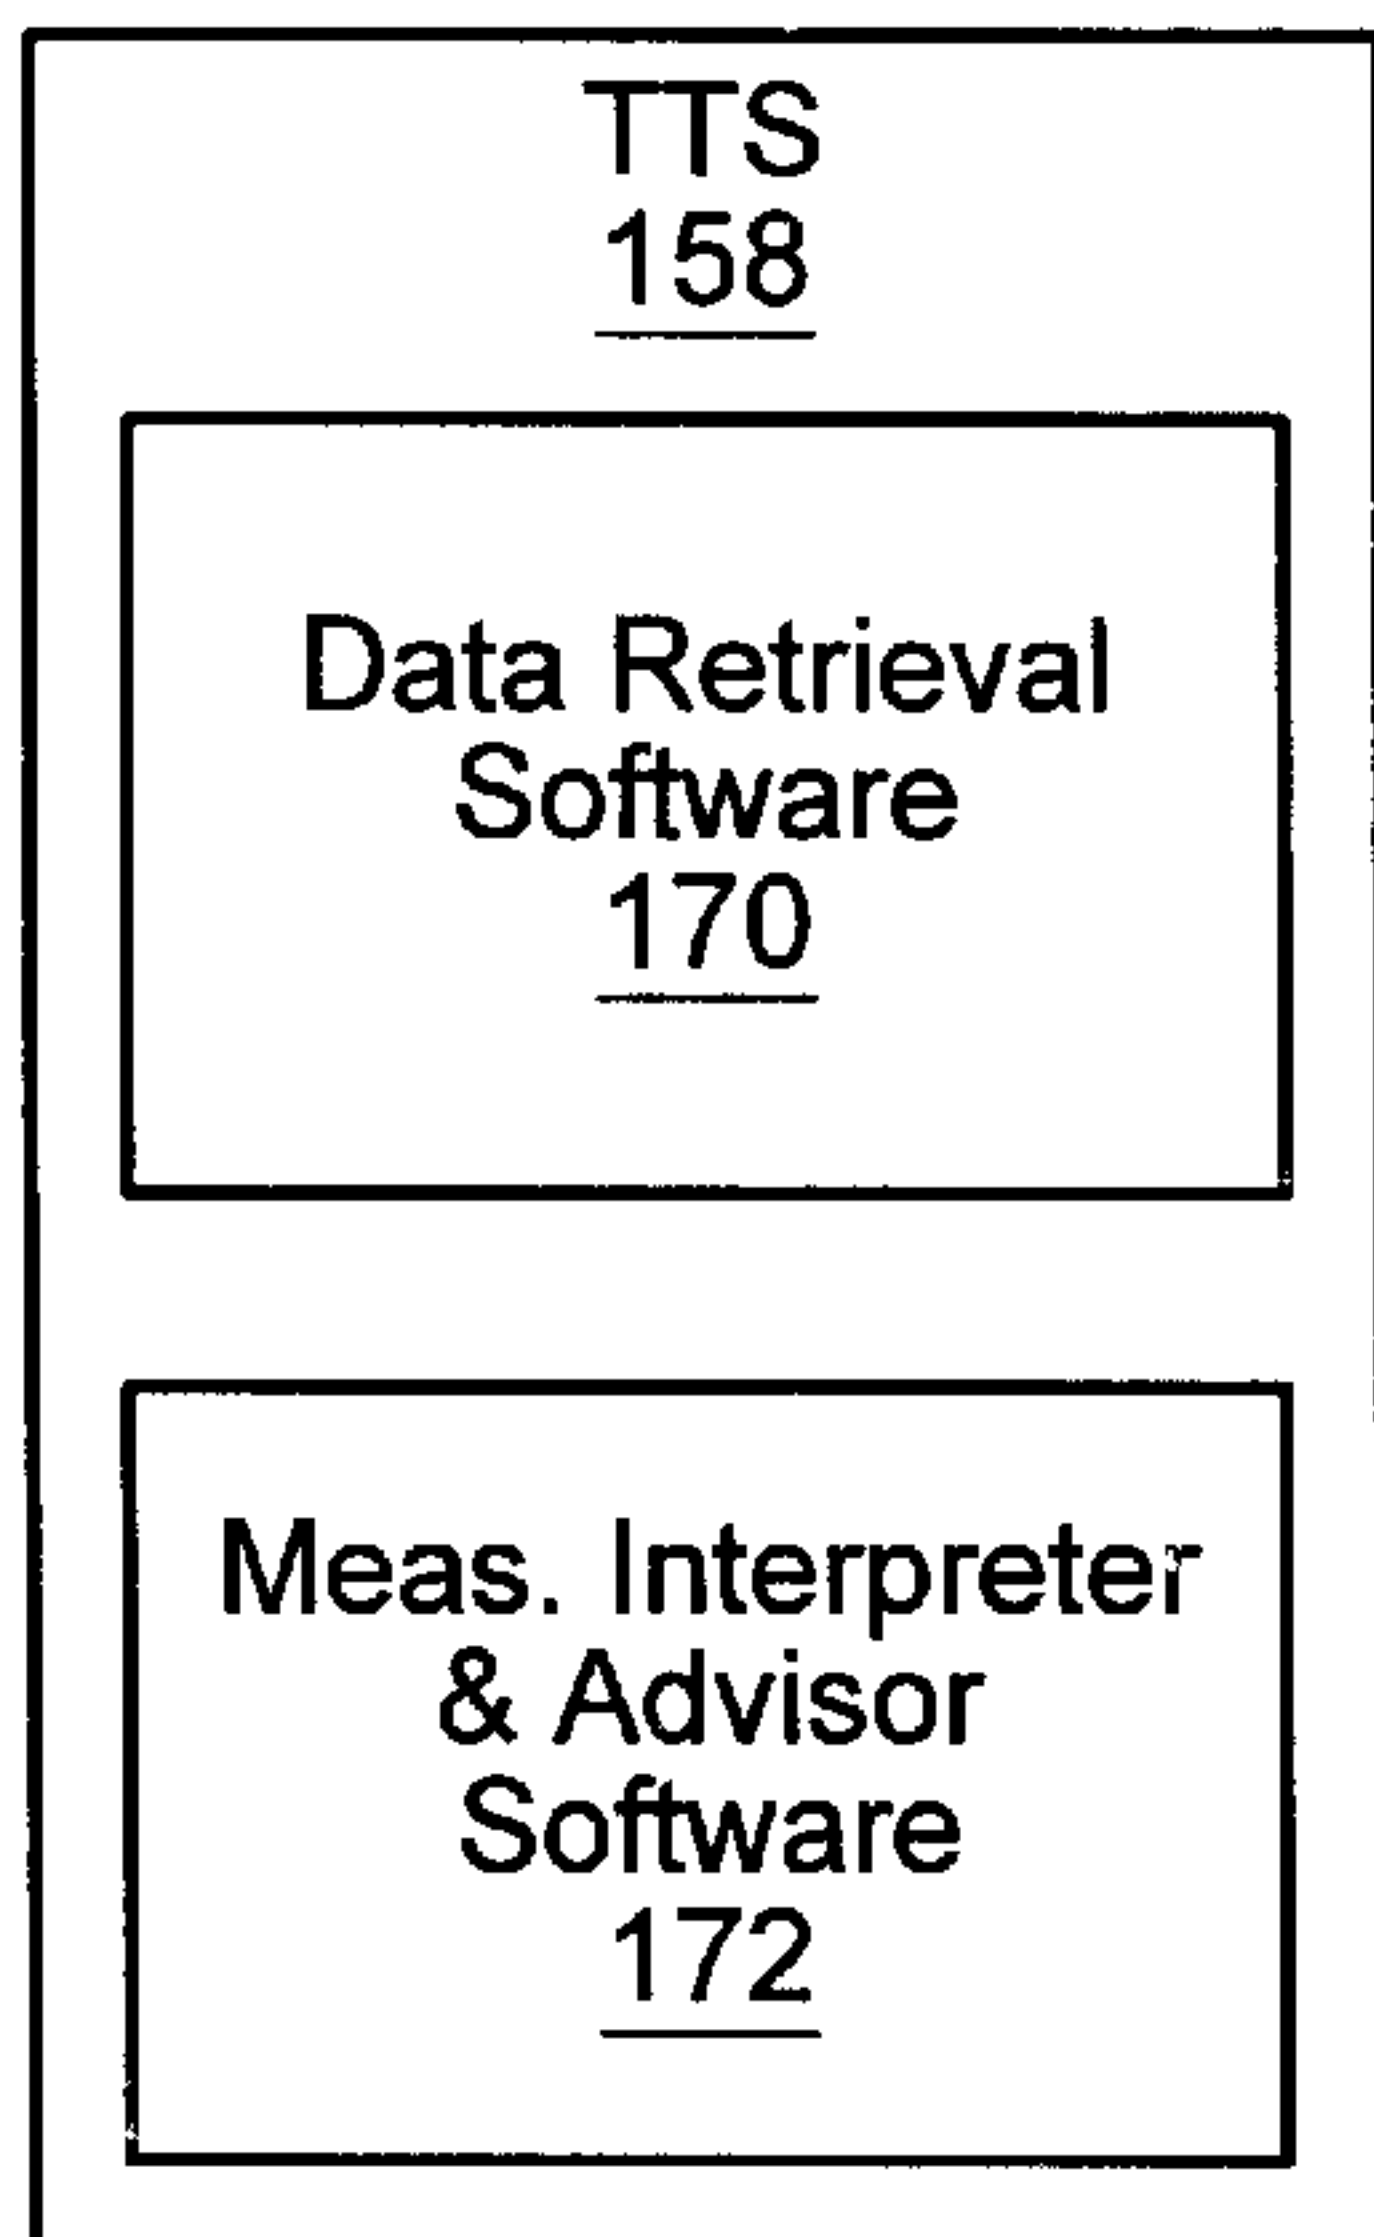 TTS
158
Data Retrieval
Software
170
Meas. Interpreter
& Advisor
Software
172